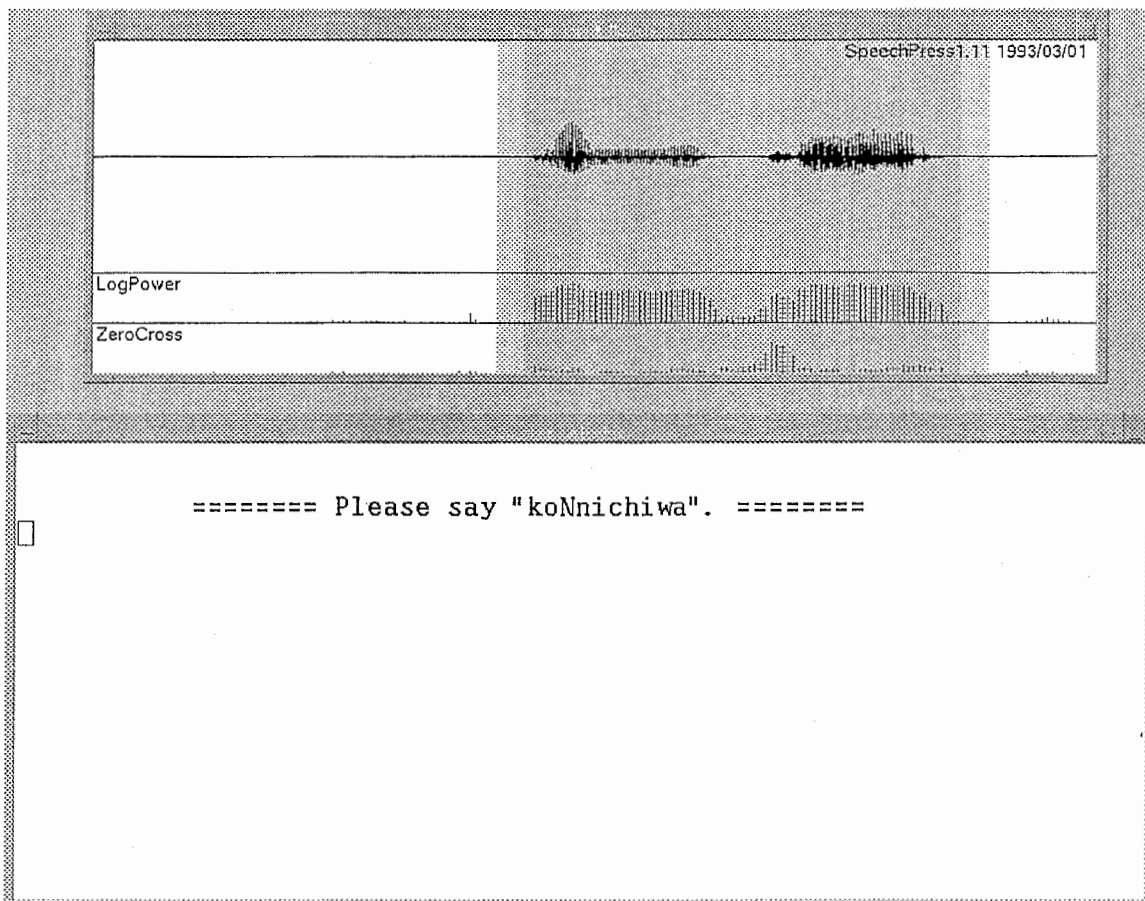 SpeechPress1.11 1993/03/01
LogPower
ZeroCross
======== Please say "koNnichiwa". ========